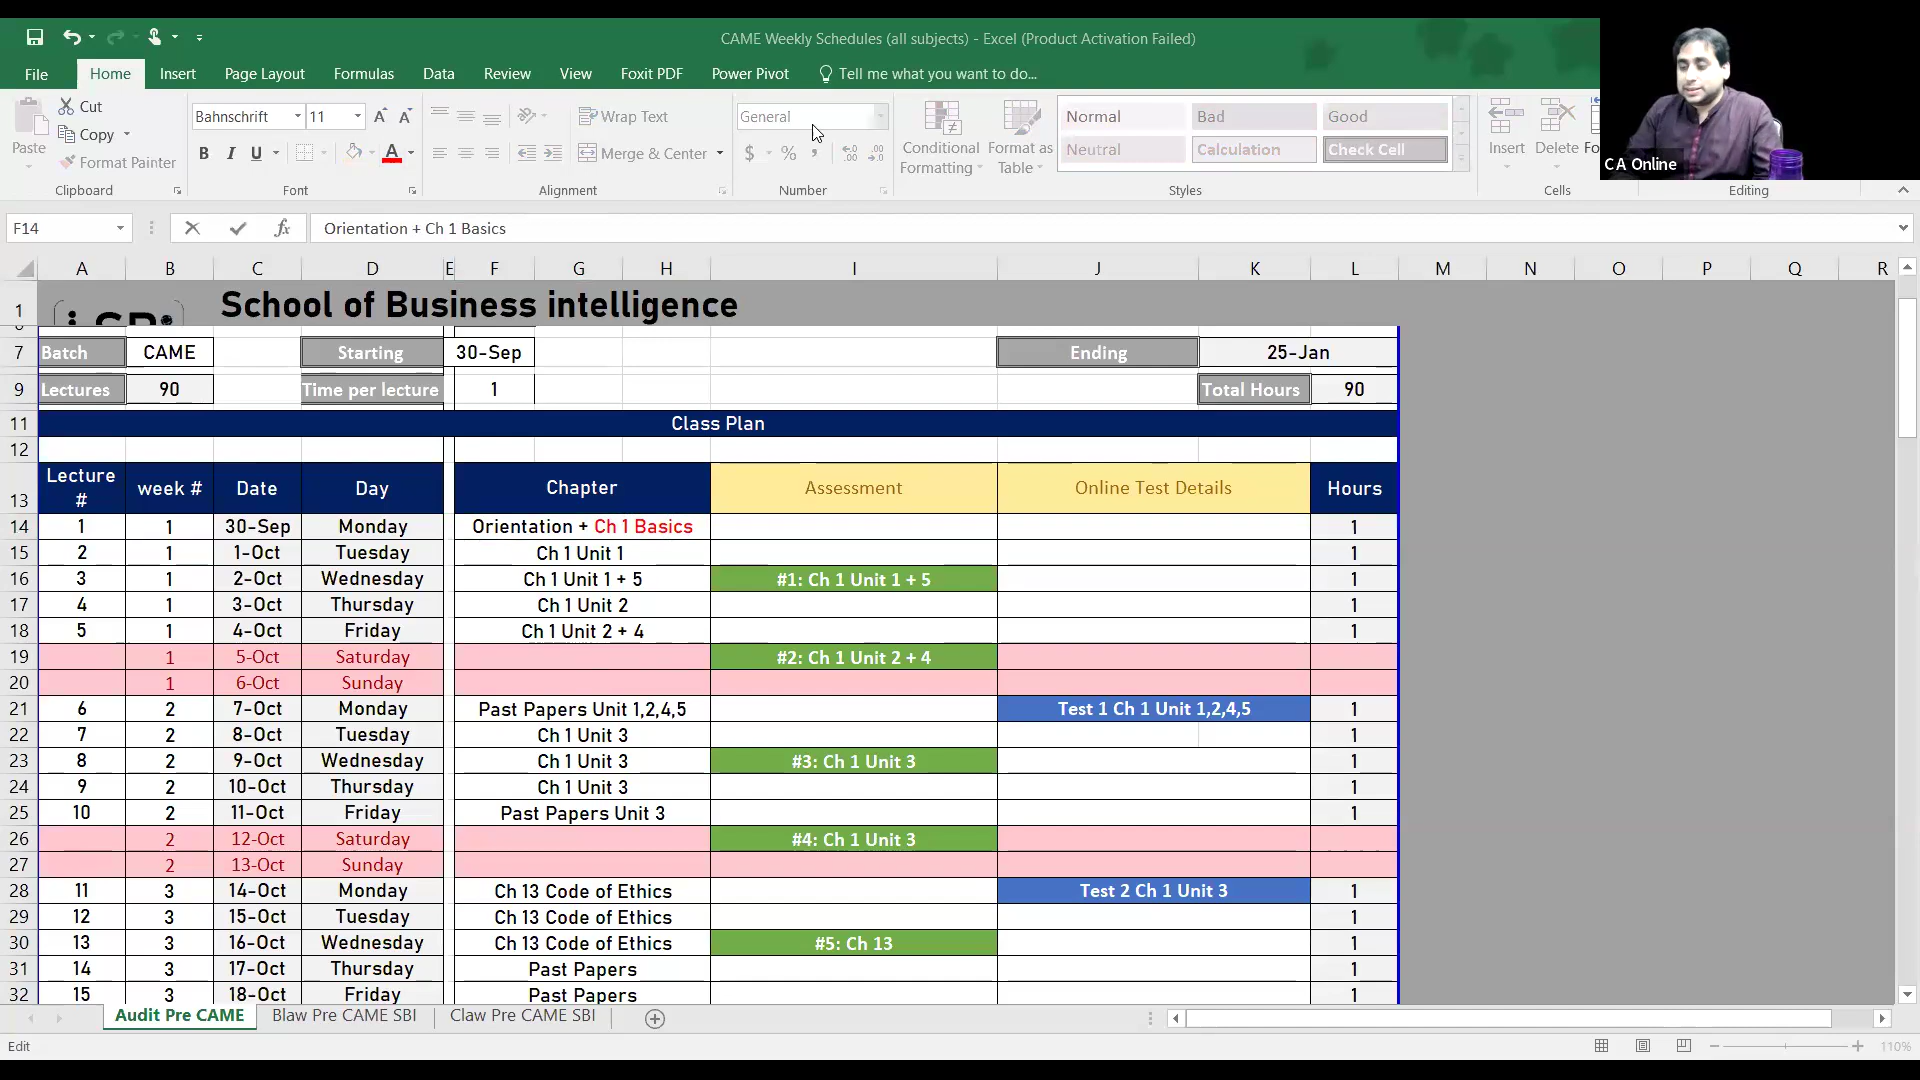 CAME Weekly Schedules (all subjects) - Excel (Product Activation Failed)
File Home Insert Page Layout Formulas Data Review View Foxit PDF Power Pivot Tell me what you want to do...
Cut
Copy
Format Painter
Paste
Clipboard
Bahnschrift 11
B I U
Font
Wrap Text
Merge & Center
Alignment
General
$ % ,
Number
Conditional Formatting
Format as Table
Normal Bad Good
Neutral Calculation Check Cell
Styles
Insert Delete Fo
Cells
Editing
C A Online
F14 fx Orientation + Ch 1 Basics
A B C D E F G H I J K L M N O P Q R
1 School of Business intelligence
7 Batch CAME Starting 30-Sep Ending 25-Jan
9 Lectures 90 Time per lecture 1 Total Hours 90
11 Class Plan
12
13 Lecture # week # Date Day Chapter Assessment Online Test Details Hours
14 1 1 30-Sep Monday Orientation + Ch 1 Basics 1
15 2 1 1-Oct Tuesday Ch 1 Unit 1 1
16 3 1 2-Oct Wednesday Ch 1 Unit 1 + 5 #1: Ch 1 Unit 1 + 5 1
17 4 1 3-Oct Thursday Ch 1 Unit 2 1
18 5 1 4-Oct Friday Ch 1 Unit 2 + 4 1
19 1 5-Oct Saturday #2: Ch 1 Unit 2 + 4
20 1 6-Oct Sunday
21 6 2 7-Oct Monday Past Papers Unit 1,2,4,5 Test 1 Ch 1 Unit 1,2,4,5 1
22 7 2 8-Oct Tuesday Ch 1 Unit 3 1
23 8 2 9-Oct Wednesday Ch 1 Unit 3 #3: Ch 1 Unit 3 1
24 9 2 10-Oct Thursday Ch 1 Unit 3 1
25 10 2 11-Oct Friday Past Papers Unit 3 1
26 2 12-Oct Saturday #4: Ch 1 Unit 3
27 2 13-Oct Sunday
28 11 3 14-Oct Monday Ch 13 Code of Ethics Test 2 Ch 1 Unit 3 1
29 12 3 15-Oct Tuesday Ch 13 Code of Ethics 1
30 13 3 16-Oct Wednesday Ch 13 Code of Ethics #5: Ch 13 1
31 14 3 17-Oct Thursday Past Papers 1
32 15 3 18-Oct Friday Past Papers 1
Audit Pre CAME Blaw Pre CAME SBI Claw Pre CAME SBI
Edit 110%